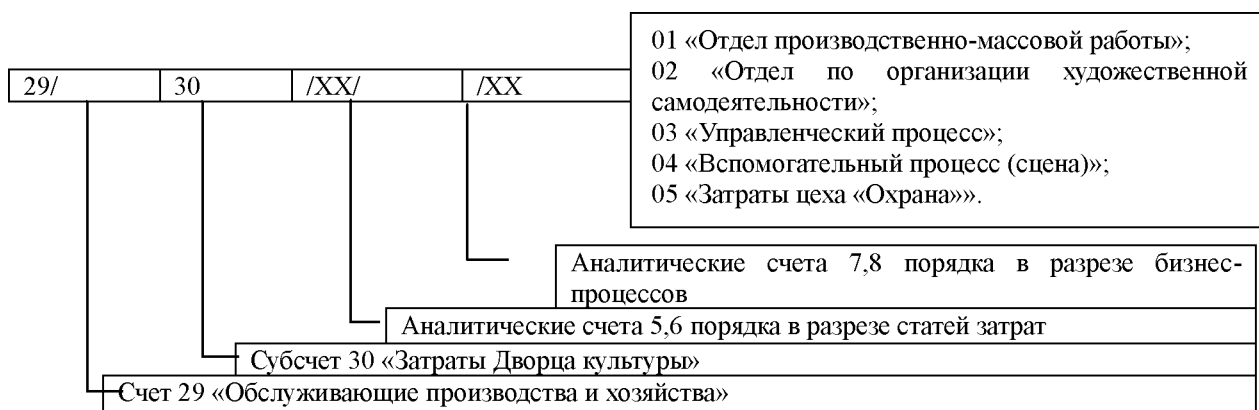 01 «Отдел производственно-массовой работы»;
02 «Отдел по организации художественной
самодеятельности»;
03 «Управленческий процесс»;
04 «Вспомогательный процесс (сцена)»;
05 «Затраты цеха «Охрана»».
29/ 30 /XX/ /XX
Аналитические счета 7,8 порядка в разрезе бизнес-
процессов
Аналитические счета 5,6 порядка в разрезе статей затрат
Субсчет 30 «Затраты Дворца культуры»
Счет 29 «Обслуживающие производства и хозяйства»